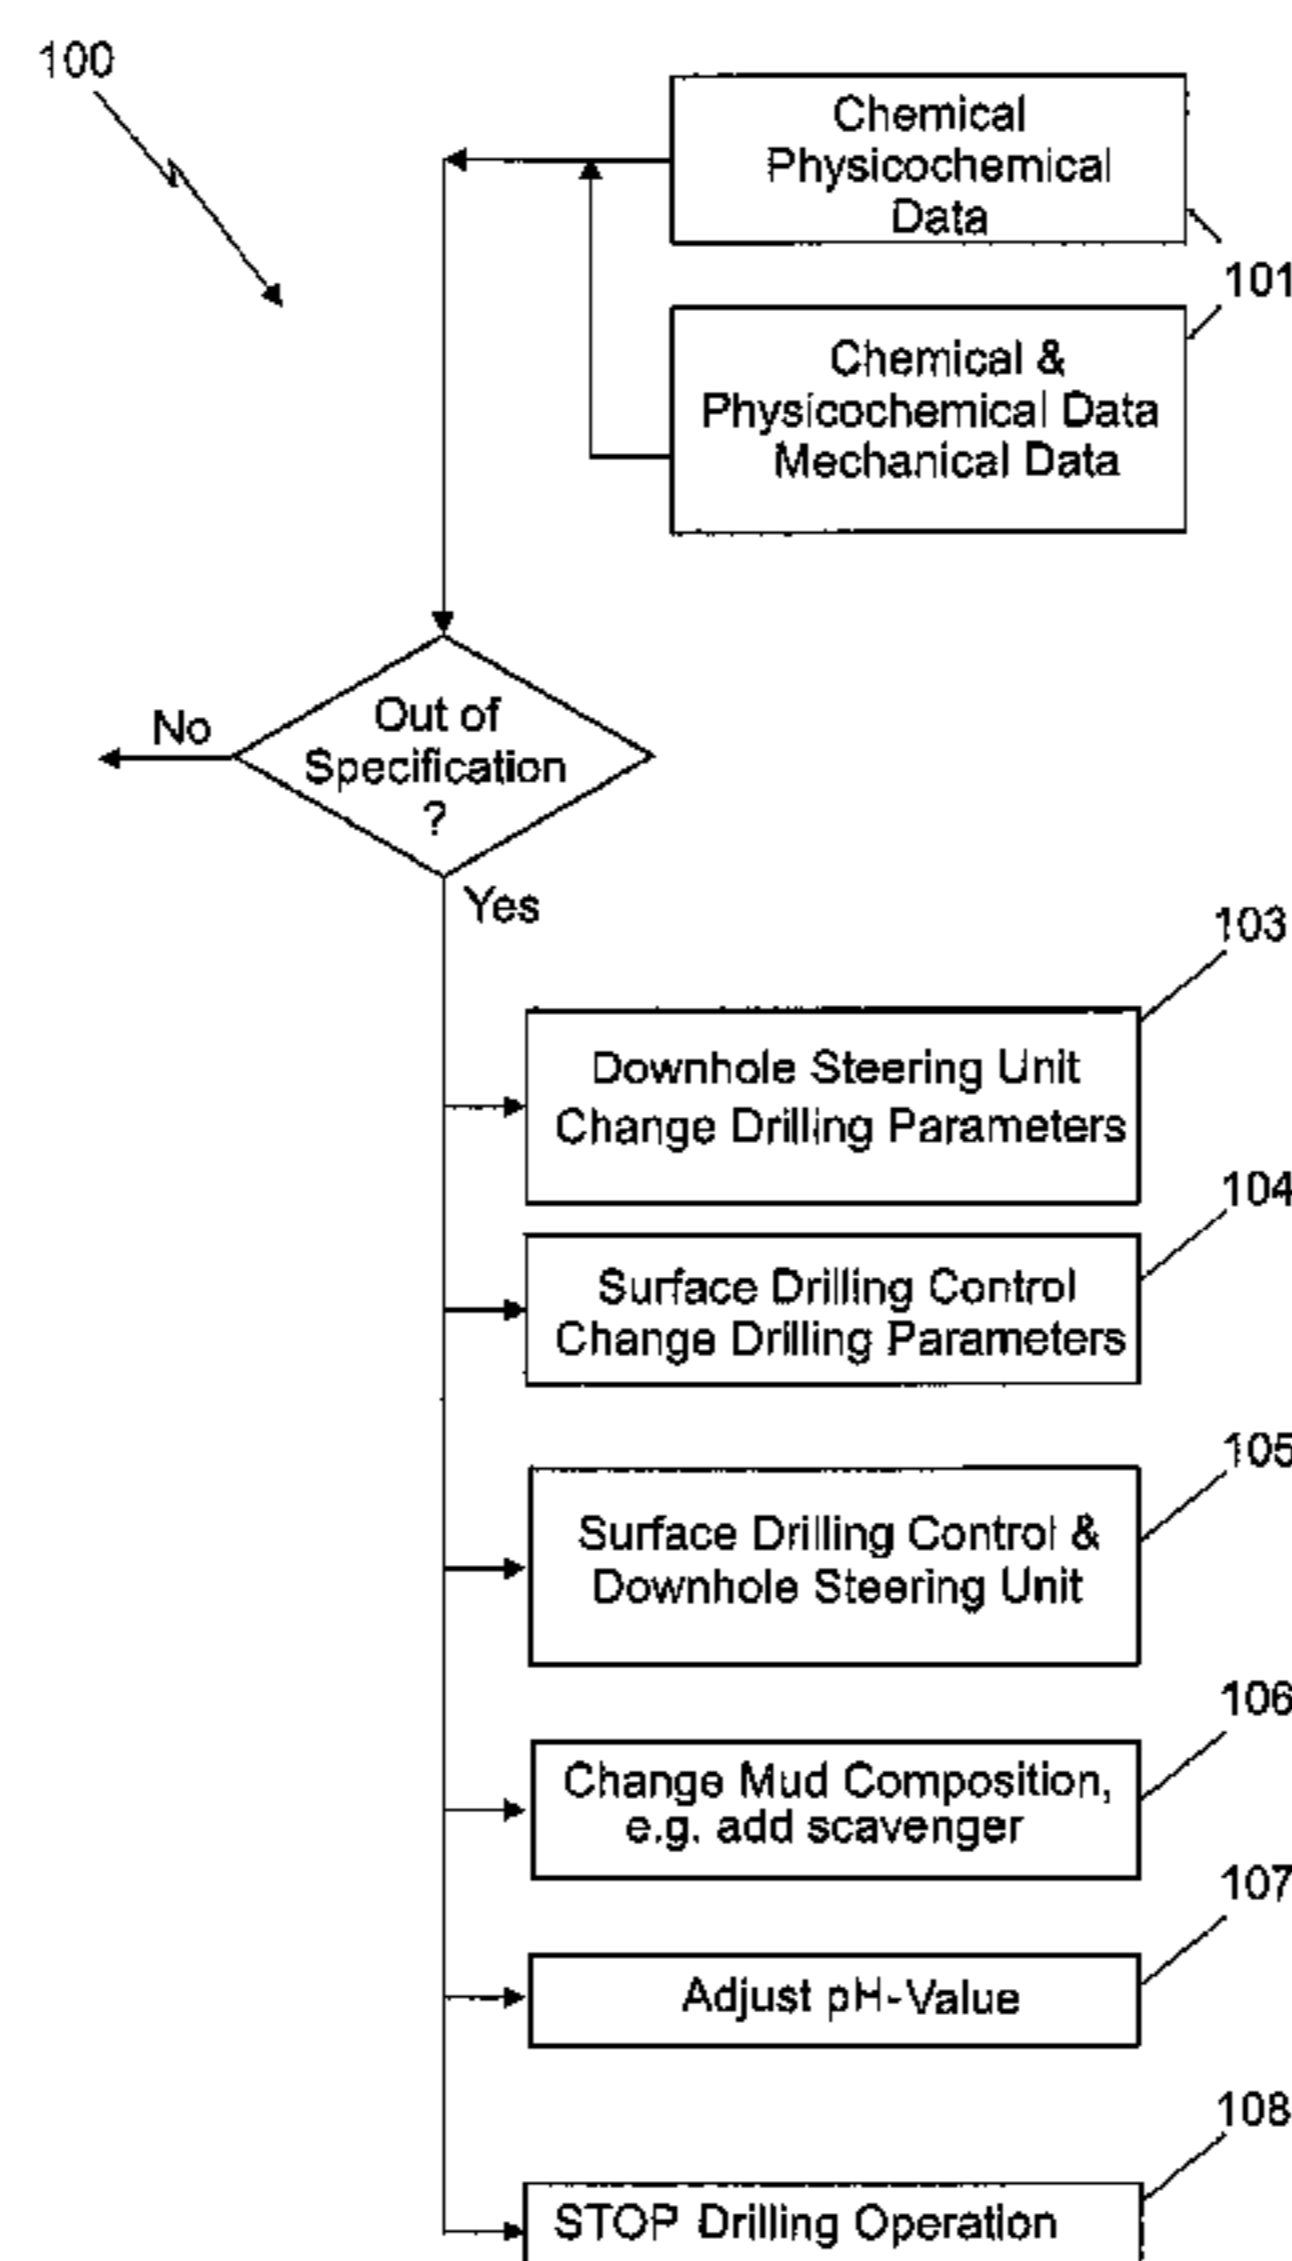 100
Chemical
Physicochemical
Data
101
Chemical &
Physicochemical Data
Mechanical Data
No
Out of
Specification
?
Yes
103
Downhole Steering Unit
Change Drilling Parameters
104
Surface Drilling Control
Change Drilling Parameters
105
Surface Drilling Control &
Downhole Steering Unit
106
Change Mud Composition,
e.g. add scavenger
107
Adjust pH-Value
108
STOP Drilling Operation